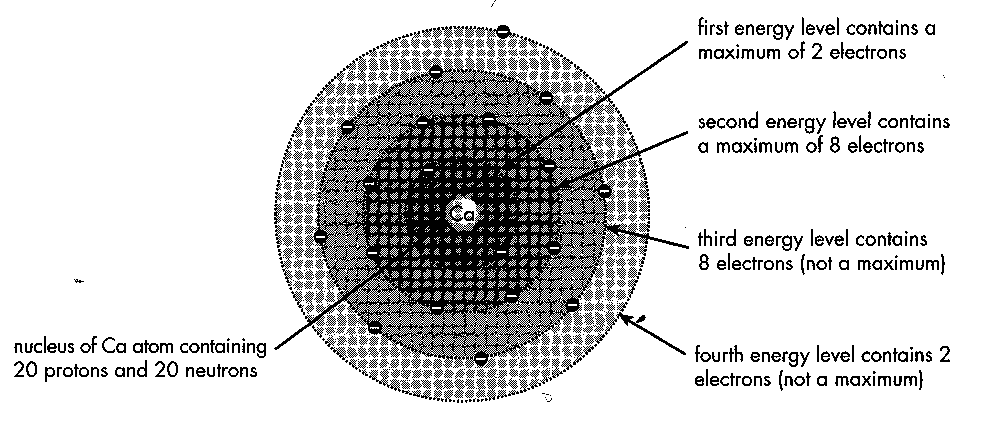 first energy level contains a
maximum of 2 electrons
second energy level contains
a maximum of 8 electrons
Ca
third energy level contains
8 electrons (not a maximum)
nucleus of Ca atom containing
20 protons and 20 neutrons
fourth energy level contains 2
electrons (not a maximum)